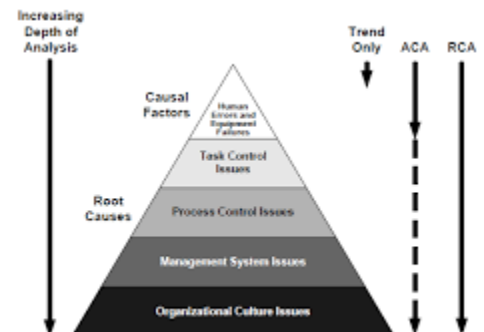 Increasing
Depth of
Analysis
Trend
Only
ACA
RCA
Causal
Factors
Human
Errors and
Equipment
Failures
Task Control
Issues
Root
Causes
Process Control Issues
Management System Issues
Organizational Culture Issues